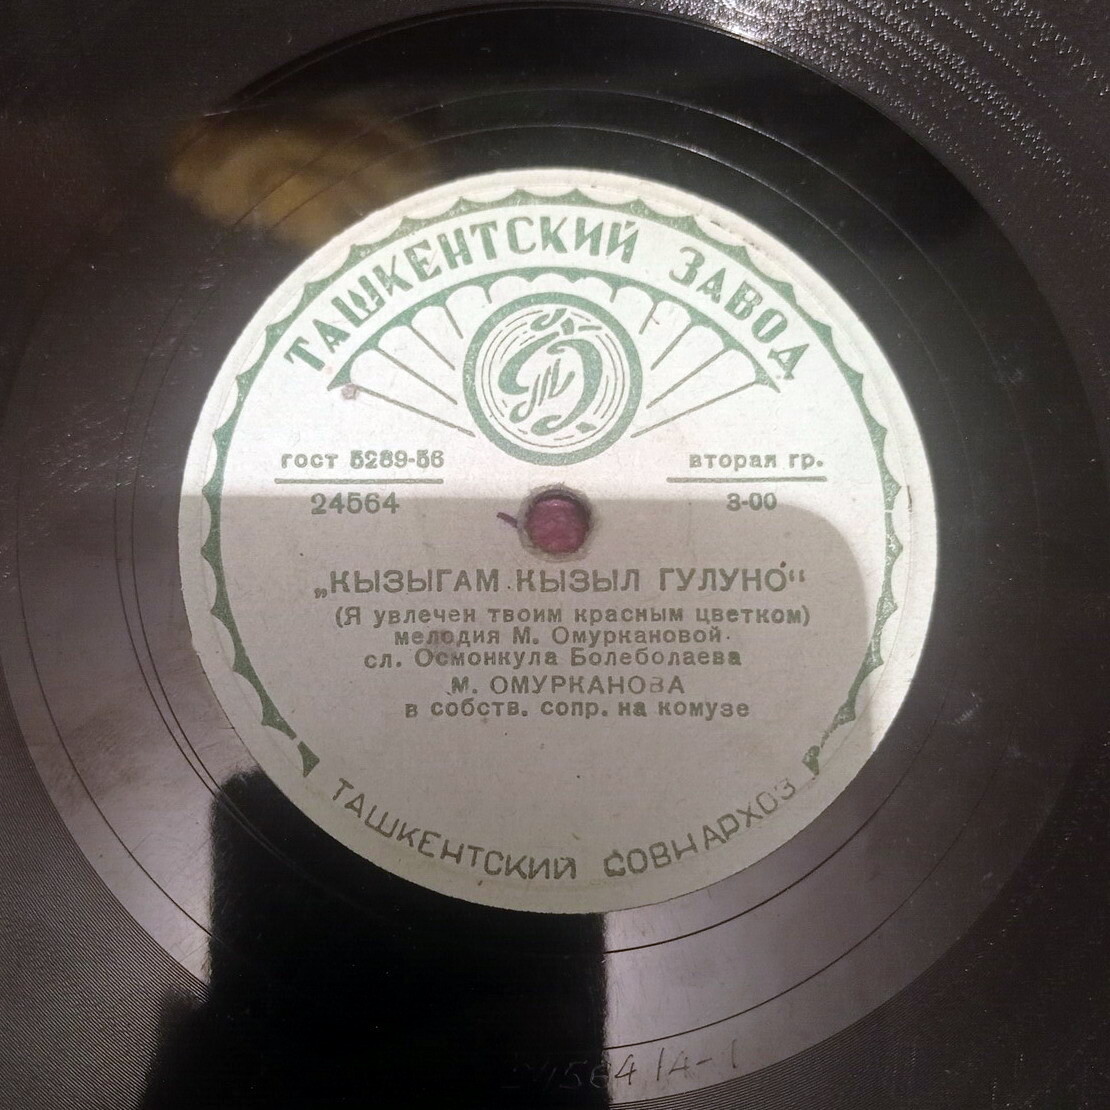 ТАШКЕНТСКИЙ ЗАВОД
гост 5289-56
вторая гр.
24564
3-00
„КЫЗЫГАМ КЫЗЫЛ ГУЛУНО“
(Я увлечен твоим красным цветком)
мелодия М. Омуркановой.
сл. Осмонкула Болеболаева
М. ОМУРКАНОВА
в собств. сопр. на комузе
ТАШКЕНТСКИЙ СОВНАРХОЗ